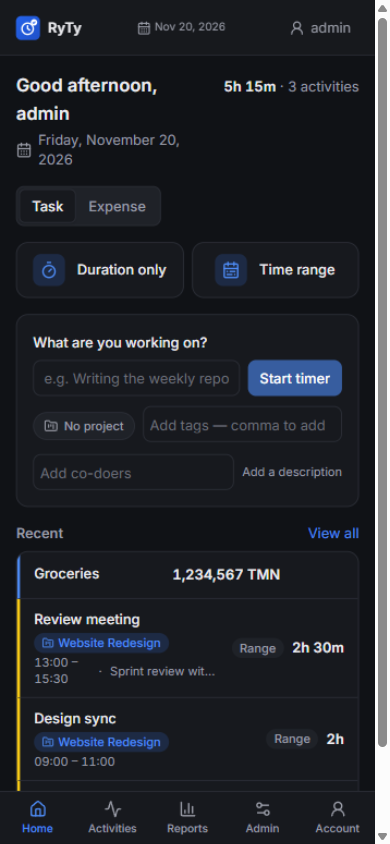 RyTy
Nov 20, 2026
admin
Good afternoon,
admin
5h 15m · 3 activities
Friday, November 20,
2026
Task
Expense
Duration only
Time range
What are you working on?
e.g. Writing the weekly repo
Start timer
No project
Add tags — comma to add
Add co-doers
Add a description
Recent
View all
Groceries
1,234,567 TMN
Review meeting
Website Redesign
13:00 –
15:30
· Sprint review wit...
Range
2h 30m
Design sync
Website Redesign
09:00 – 11:00
Range
2h
Home
Activities
Reports
Admin
Account